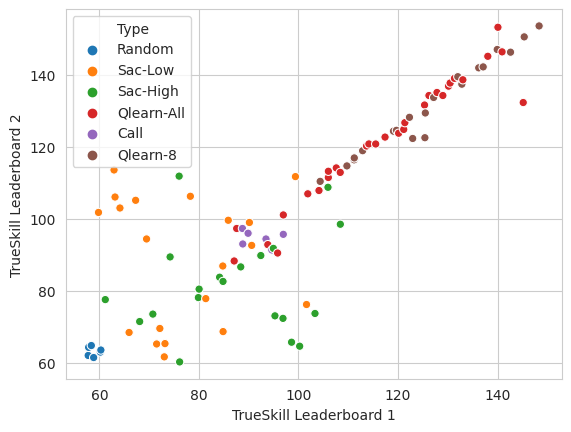 Type
Random
Sac-Low
Sac-High
Qlearn-All
Call
Qlearn-8
TrueSkill Leaderboard 2
140
120
100
80
60
60 80 100 120 140
TrueSkill Leaderboard 1